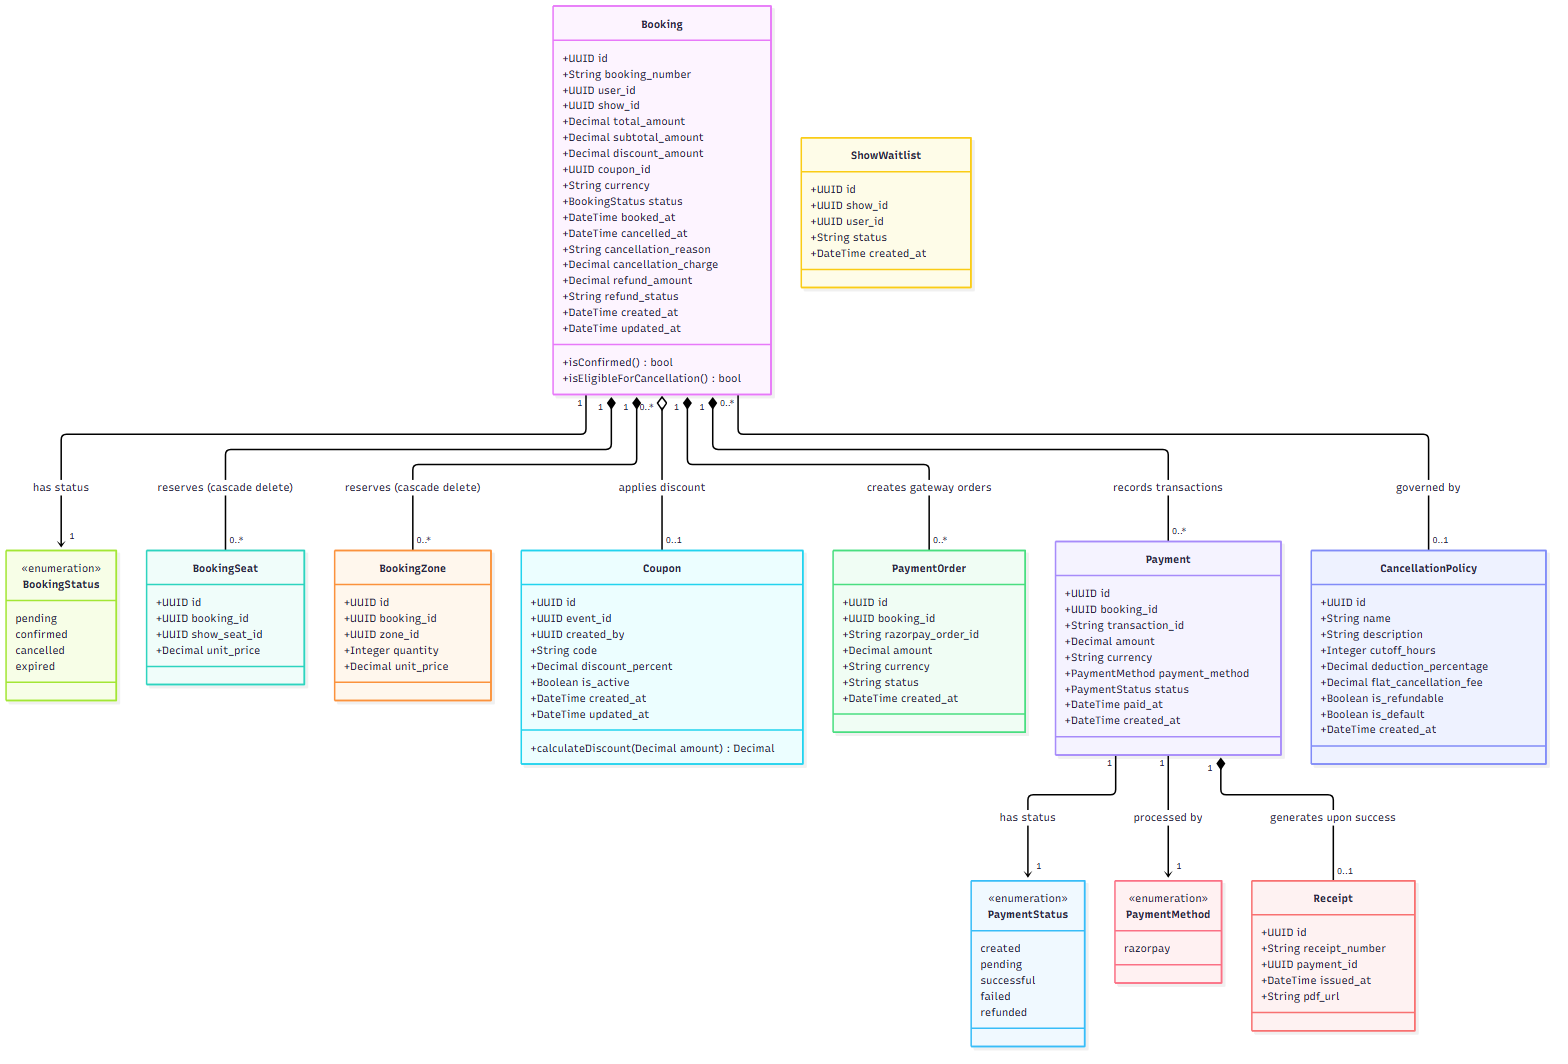 Booking
+UUID id
+String booking_number
+UUID user_id
+UUID show_id
+Decimal total_amount
+Decimal subtotal_amount
+Decimal discount_amount
+UUID coupon_id
+String currency
+BookingStatus status
+DateTime booked_at
+DateTime cancelled_at
+String cancellation_reason
+Decimal cancellation_charge
+Decimal refund_amount
+String refund_status
+DateTime created_at
+DateTime updated_at
+isConfirmed() : bool
+isEligibleForCancellation() : bool
ShowWaitlist
+UUID id
+UUID show_id
+UUID user_id
+String status
+DateTime created_at
1
1
1
0..*
1
1
0..*
has status
reserves (cascade delete)
reserves (cascade delete)
applies discount
creates gateway orders
records transactions
governed by
1
0..*
0..*
0..1
0..*
0..*
0..1
«enumeration»
BookingStatus
pending
confirmed
cancelled
expired
BookingSeat
+UUID id
+UUID booking_id
+UUID show_seat_id
+Decimal unit_price
BookingZone
+UUID id
+UUID booking_id
+UUID zone_id
+Integer quantity
+Decimal unit_price
Coupon
+UUID id
+UUID event_id
+UUID created_by
+String code
+Decimal discount_percent
+Boolean is_active
+DateTime created_at
+DateTime updated_at
+calculateDiscount(Decimal amount) : Decimal
PaymentOrder
+UUID id
+UUID booking_id
+String razorpay_order_id
+Decimal amount
+String currency
+String status
+DateTime created_at
Payment
+UUID id
+UUID booking_id
+String transaction_id
+Decimal amount
+String currency
+PaymentMethod payment_method
+PaymentStatus status
+DateTime paid_at
+DateTime created_at
CancellationPolicy
+UUID id
+String name
+String description
+Integer cutoff_hours
+Decimal deduction_percentage
+Decimal flat_cancellation_fee
+Boolean is_refundable
+Boolean is_default
+DateTime created_at
1
1
1
has status
processed by
generates upon success
1
1
0..1
«enumeration»
PaymentStatus
created
pending
successful
failed
refunded
«enumeration»
PaymentMethod
razorpay
Receipt
+UUID id
+String receipt_number
+UUID payment_id
+DateTime issued_at
+String pdf_url